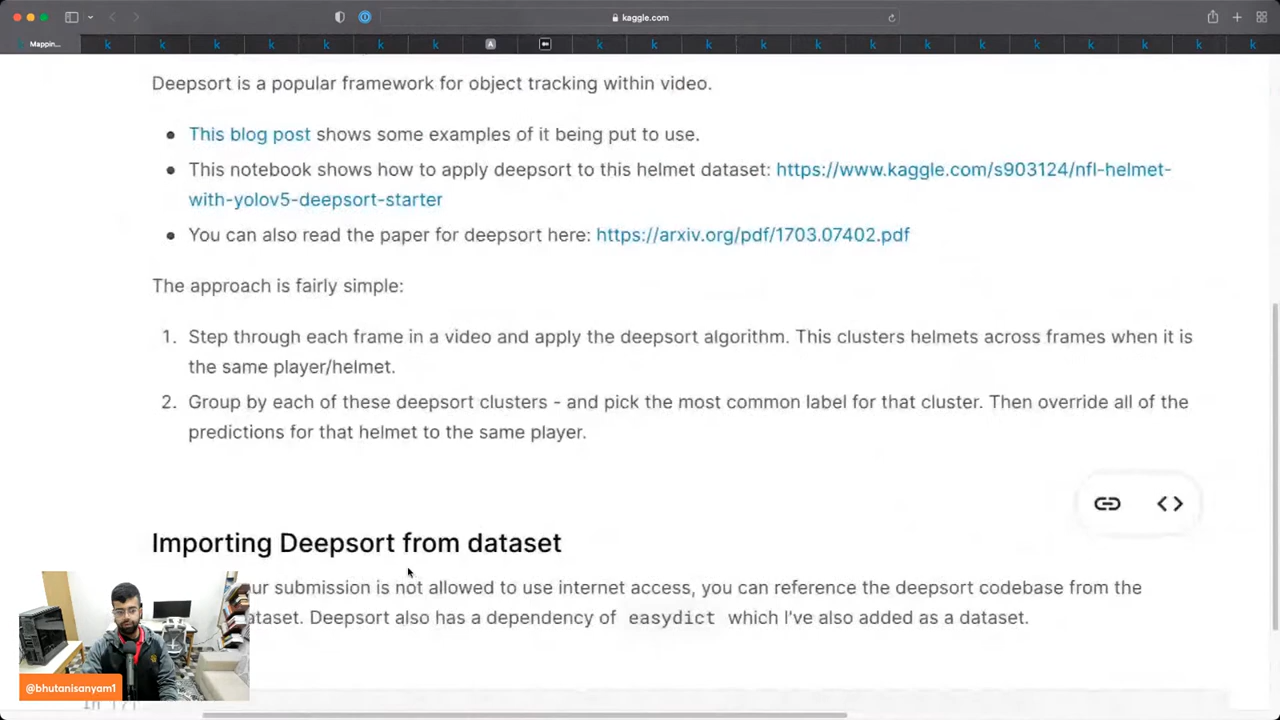 kaggle.com
Mappin...
Deepsort is a popular framework for object tracking within video.
This blog post shows some examples of it being put to use.
This notebook shows how to apply deepsort to this helmet dataset: https://www.kaggle.com/s903124/nfl-helmet-
with-yolov5-deepsort-starter
You can also read the paper for deepsort here: https://arxiv.org/pdf/1703.07402.pdf
The approach is fairly simple:
1. Step through each frame in a video and apply the deepsort algorithm. This clusters helmets across frames when it is
the same player/helmet.
2. Group by each of these deepsort clusters - and pick the most common label for that cluster. Then override all of the
predictions for that helmet to the same player.
Importing Deepsort from dataset
submission is not allowed to use internet access, you can reference the deepsort codebase from the
Deepsort also has a dependency of easydict which I've also added as a dataset.
@bhutanisanyam1